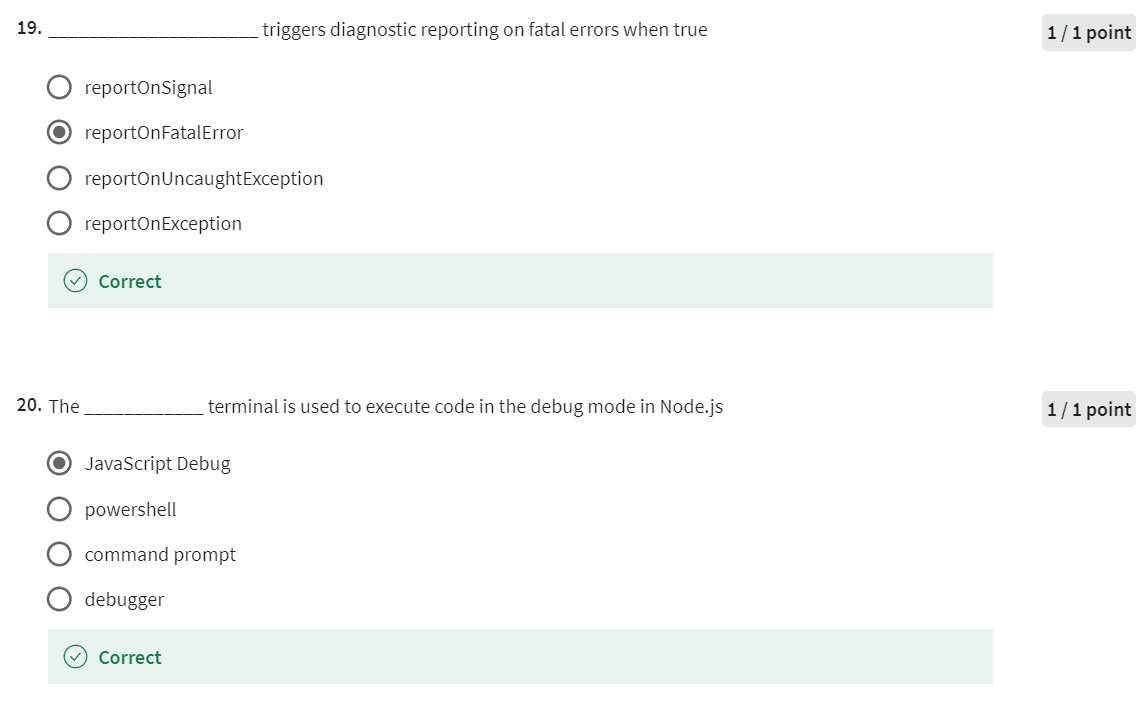 19. _____________________ triggers diagnostic reporting on fatal errors when true
1 / 1 point
reportOnSignal
reportOnFatalError
reportOnUncaughtException
reportOnException
Correct
20. The ____________ terminal is used to execute code in the debug mode in Node.js
1 / 1 point
JavaScript Debug
powershell
command prompt
debugger
Correct